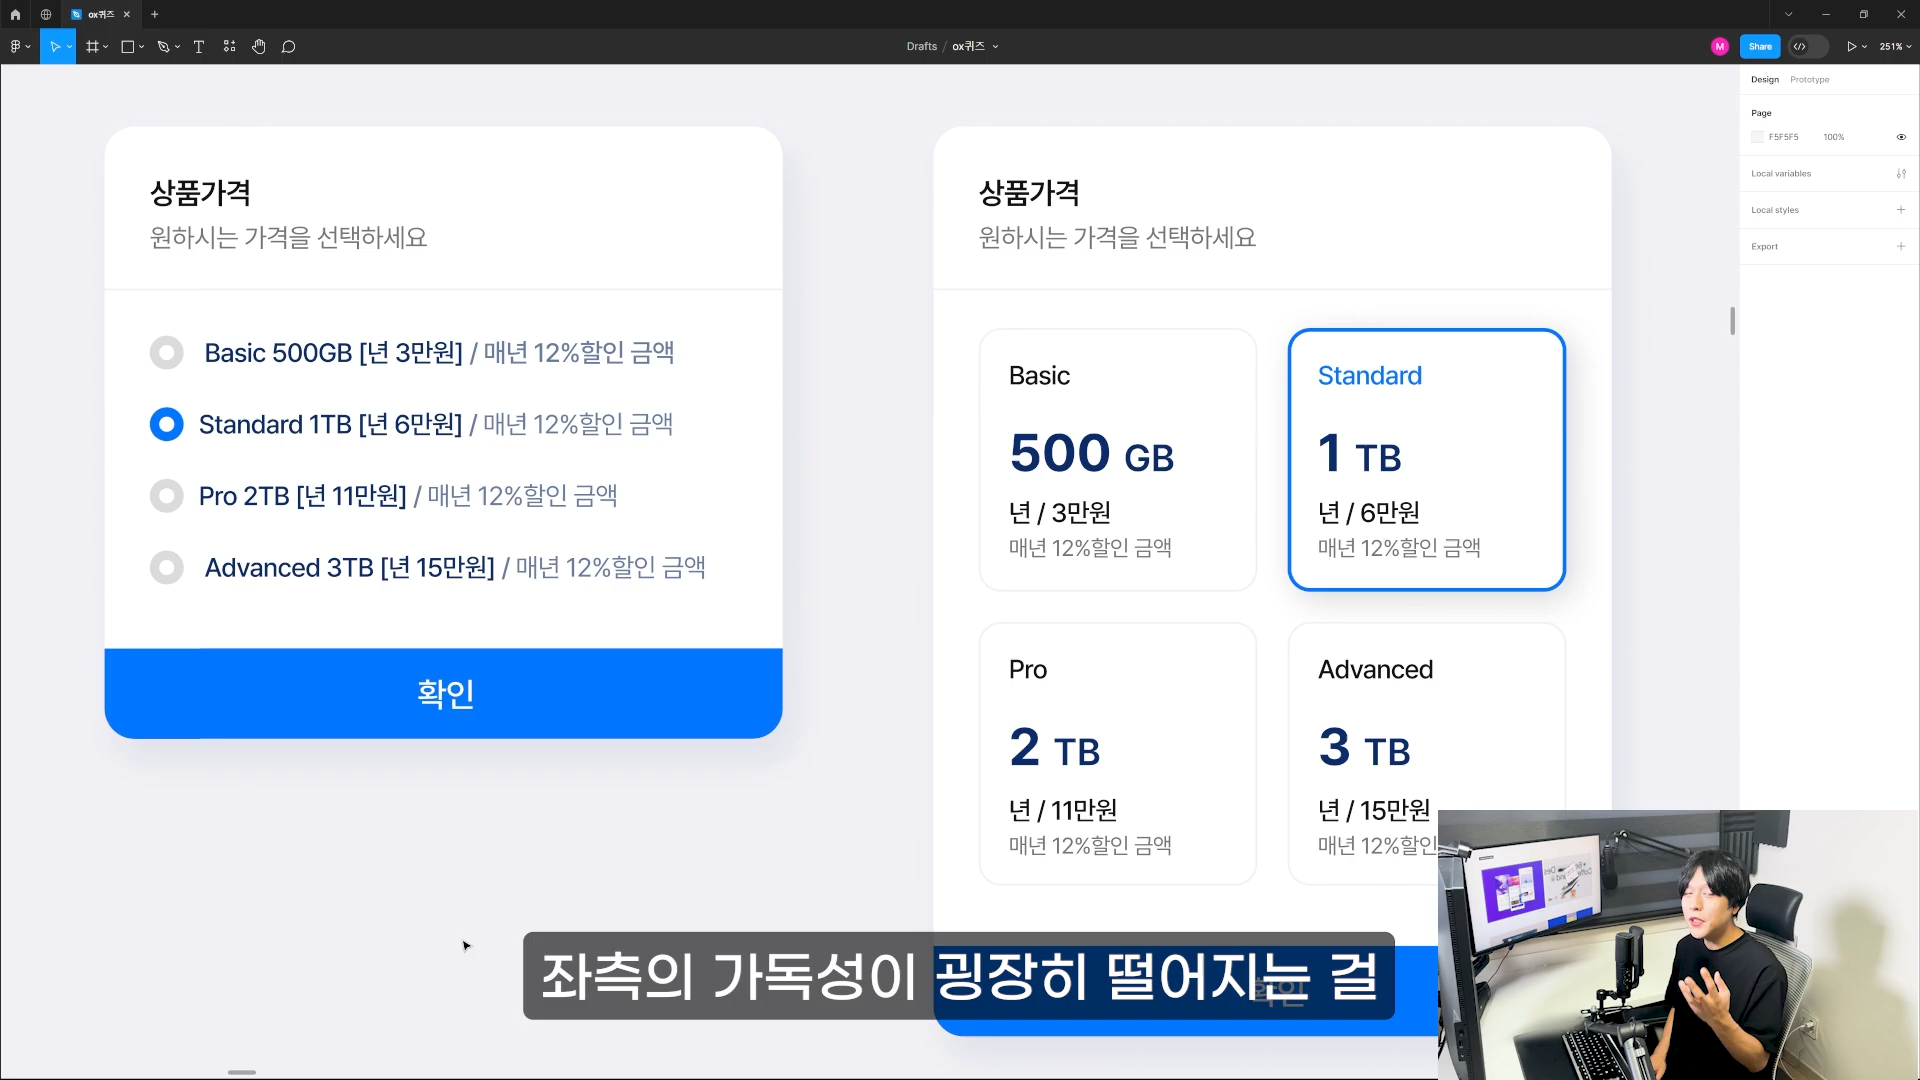 ox퀴즈
Drafts / ox퀴즈
M
Share
251%
Design
Prototype
Page
F5F5F5
100%
Local variables
Local styles
Export
상품가격
원하시는 가격을 선택하세요
Basic 500GB [년 3만원] / 매년 12%할인 금액
Standard 1TB [년 6만원] / 매년 12%할인 금액
Pro 2TB [년 11만원] / 매년 12%할인 금액
Advanced 3TB [년 15만원] / 매년 12%할인 금액
확인
상품가격
원하시는 가격을 선택하세요
Basic
500 GB
년 / 3만원
매년 12%할인 금액
Standard
1 TB
년 / 6만원
매년 12%할인 금액
Pro
2 TB
년 / 11만원
매년 12%할인 금액
Advanced
3 TB
년 / 15만원
매년 12%할인
확인
좌측의 가독성이 굉장히 떨어지는 걸